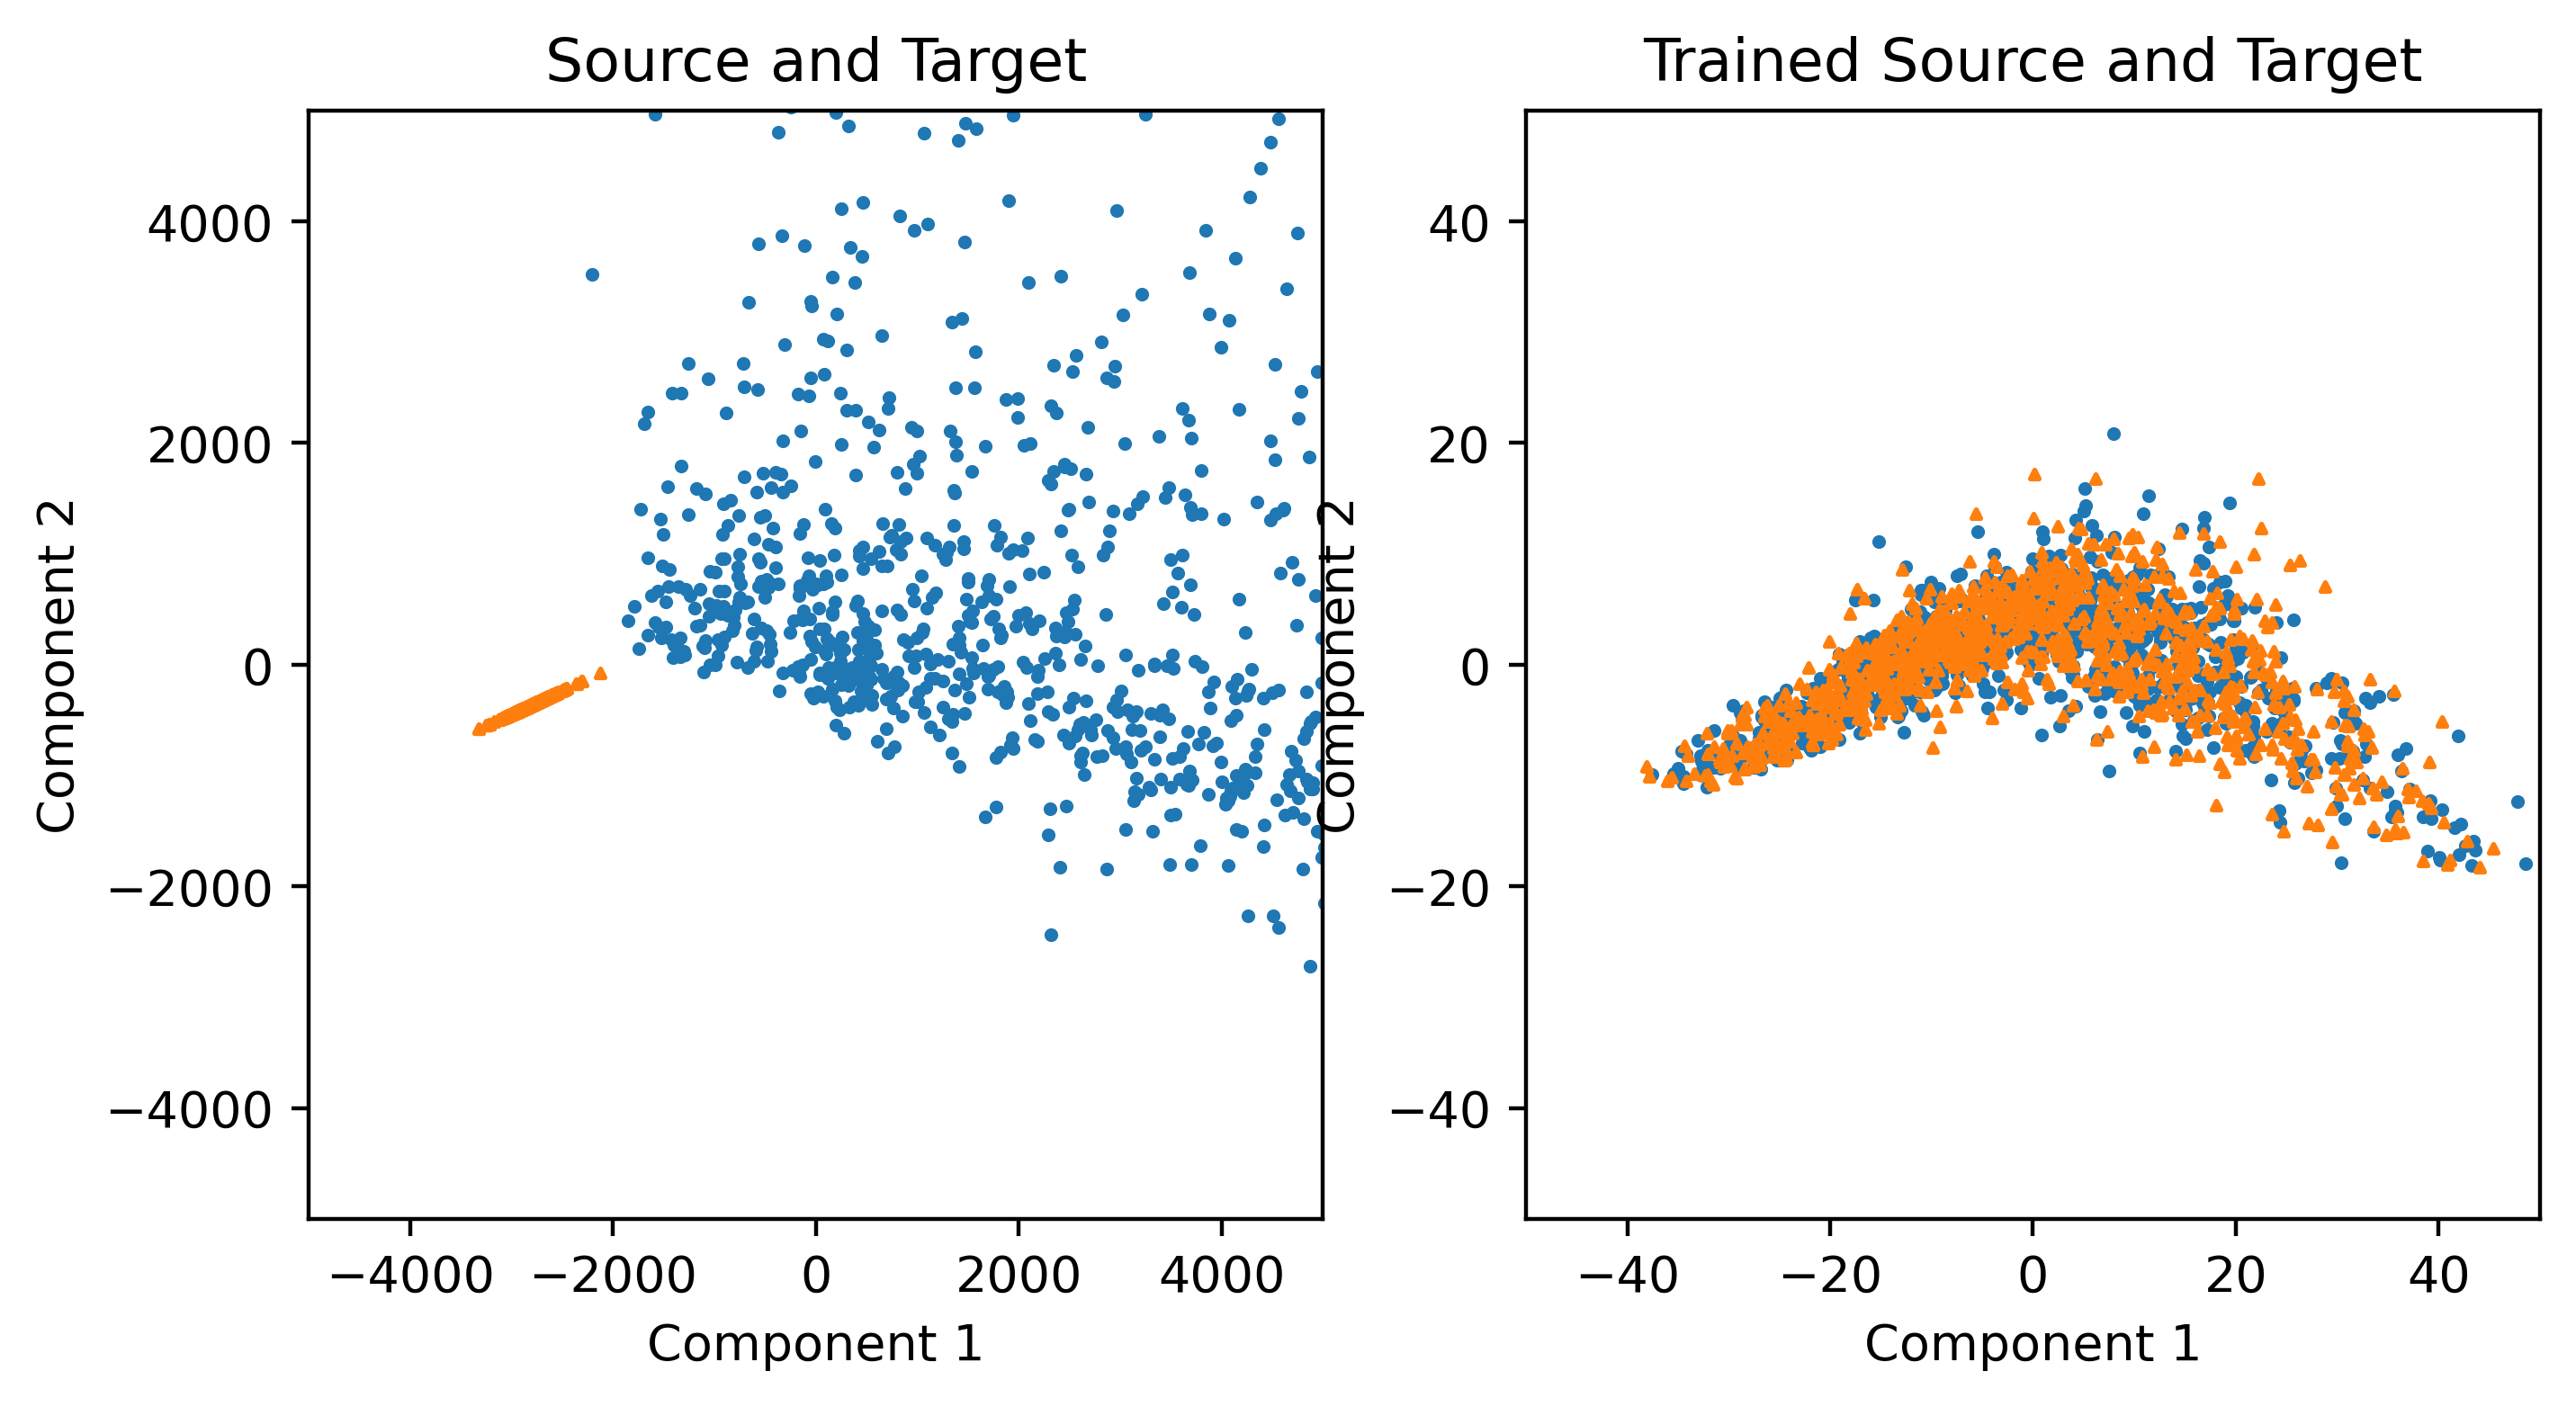 Source and Target
Component 2
4000
2000
0
−2000
−4000
−4000 −2000 0 2000 4000
Component 1
Trained Source and Target
Component 2
40
20
0
−20
−40
−40 −20 0 20 40
Component 1